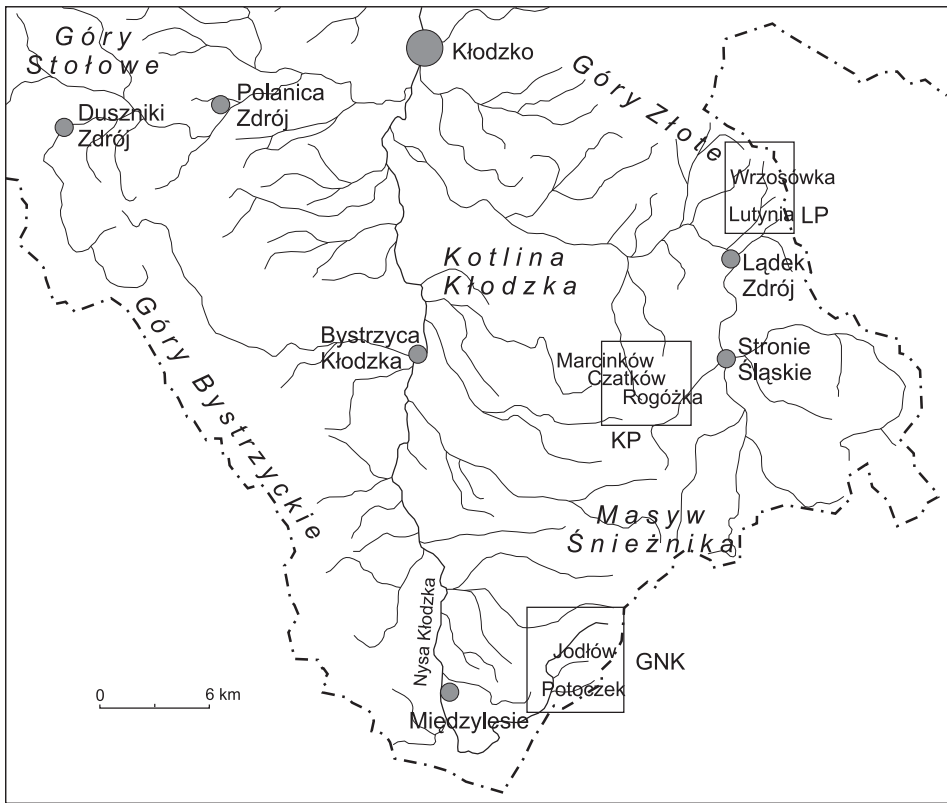 Góry
Stołowe
Kłodzko
Góry Złote
Polanica
Zdrój
Duszniki
Zdrój
Wrzosówka
Lutynia
LP
Kotlina
Kłodzka
Lądek
Zdrój
Góry Bystrzyckie
Bystrzyca
Kłodzka
Stronie
Śląskie
Marcinków
Czatków
Rogóżka
KP
Masyw
Śnieżnika
Nysa Kłodzka
Jodłów
GNK
Potoczek
0
6 km
Międzylesie